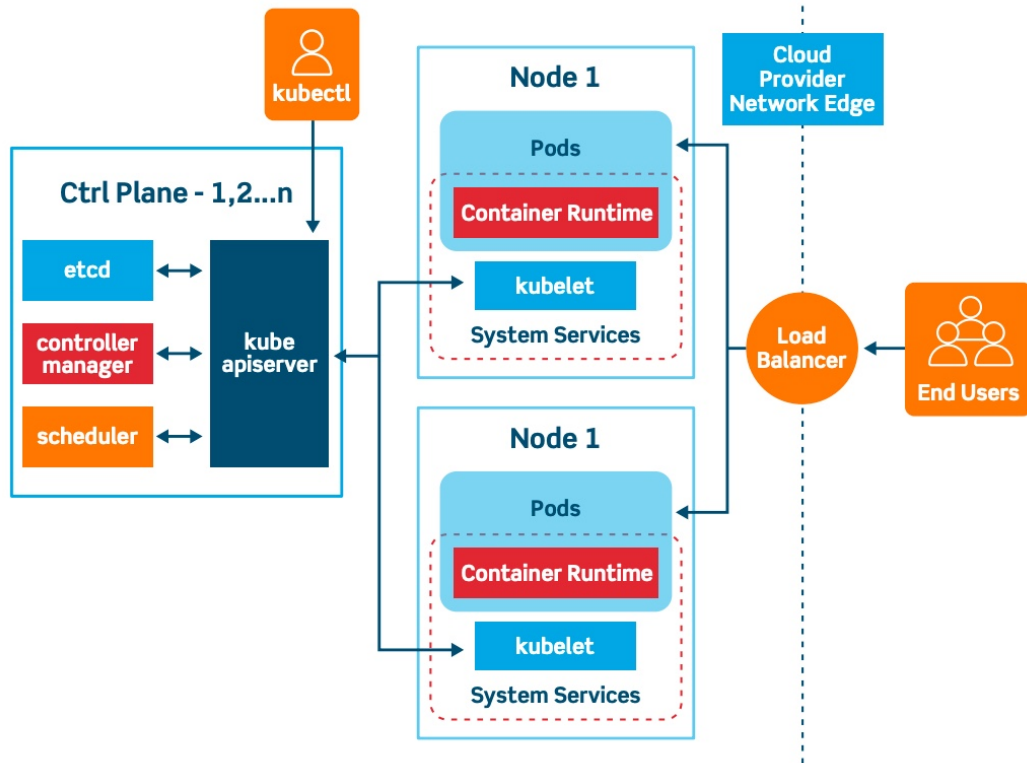 kubectl
Ctrl Plane - 1,2...n
etcd
controller
manager
scheduler
kube
apiserver
Node 1
Pods
Container Runtime
kubelet
System Services
Node 1
Pods
Container Runtime
kubelet
System Services
Cloud
Provider
Network Edge
Load
Balancer
End Users